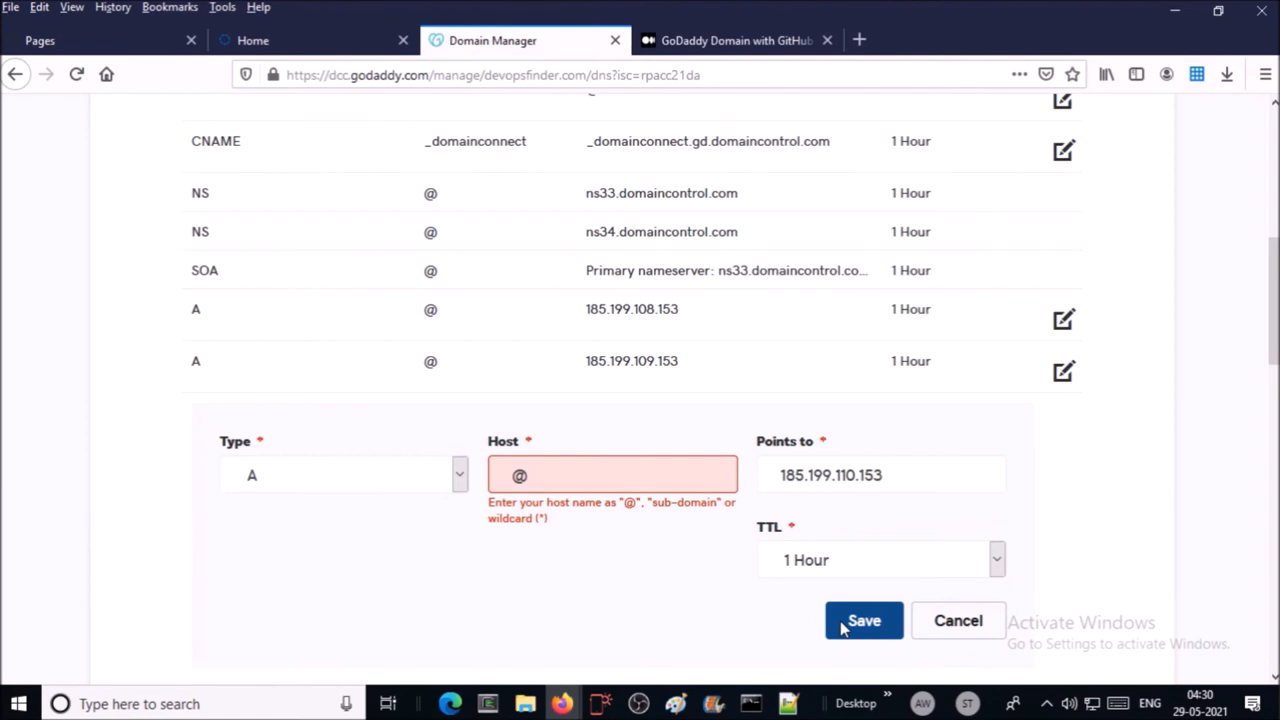 File Edit View History Bookmarks Tools Help
Pages Home Domain Manager GoDaddy Domain with GitHub
https://dcc.godaddy.com/manage/devopsfinder.com/dns?isc=rpacc21da
CNAME _domainconnect _domainconnect.gd.domaincontrol.com 1 Hour
NS @ ns33.domaincontrol.com 1 Hour
NS @ ns34.domaincontrol.com 1 Hour
SOA @ Primary nameserver: ns33.domaincontrol.co... 1 Hour
A @ 185.199.108.153 1 Hour
A @ 185.199.109.153 1 Hour
Type * Host * Points to *
A @ 185.199.110.153
Enter your host name as "@", "sub-domain" or
wildcard (*)
TTL *
1 Hour
Save Cancel
Activate Windows
Go to Settings to activate Windows.
Type here to search Desktop » AW ST ENG 04:30
29-05-2021